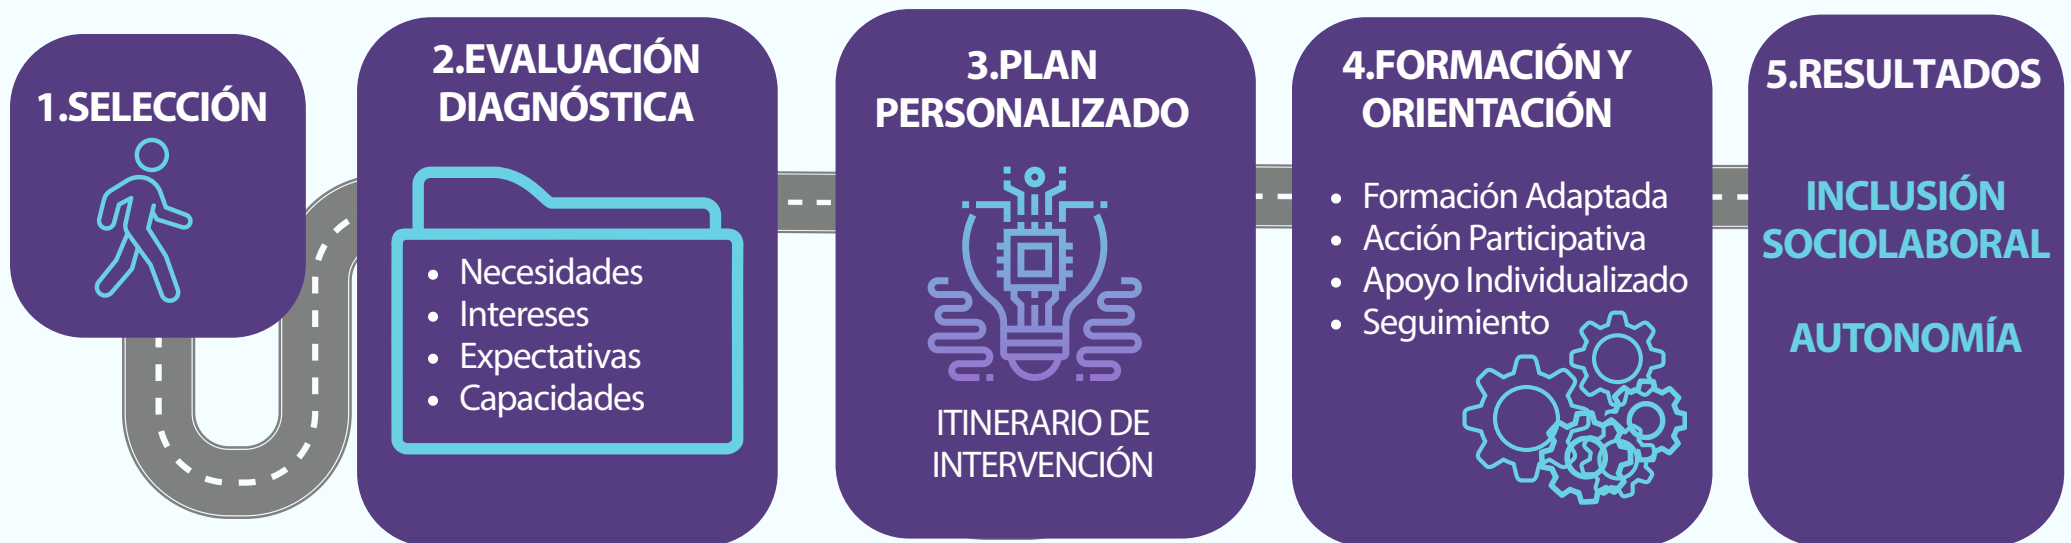 1.SELECCIÓN
2.EVALUACIÓN
DIAGNÓSTICA
• Necesidades
• Intereses
• Expectativas
• Capacidades
3.PLAN
PERSONALIZADO
ITINERARIO DE
INTERVENCIÓN
4.FORMACIÓN Y
ORIENTACIÓN
• Formación Adaptada
• Acción Participativa
• Apoyo Individualizado
• Seguimiento
5.RESULTADOS
INCLUSIÓN
SOCIOLABORAL
AUTONOMÍA